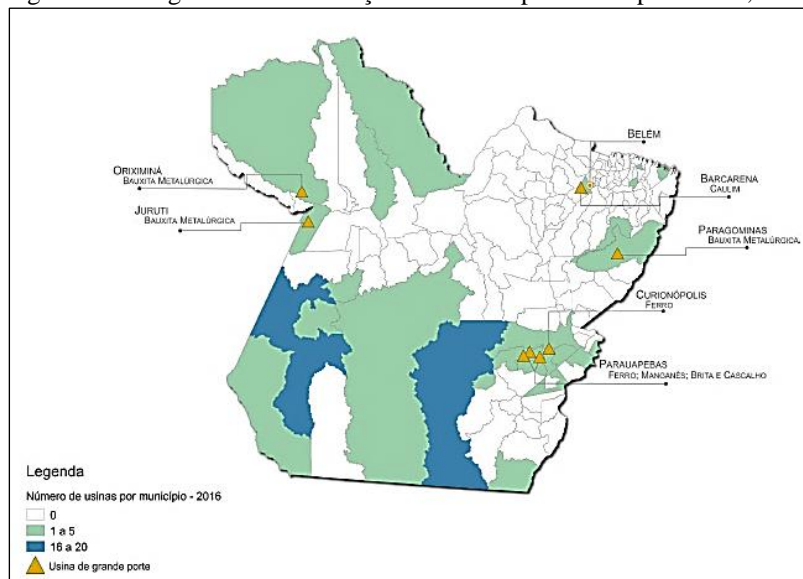 BELÉM
BARCARENA
CAULIM
ORIXIMINÁ
BAUXITA METALÚRGICA
JURUTI
BAUXITA METALÚRGICA
PARAGOMINAS
BAUXITA METALÚRGICA.
CURIONÓPOLIS
FERRO
PARAUAPEBAS
FERRO; MANGANÊS; BRITA E CASCALHO
Legenda
Número de usinas por município - 2016
0
1 a 5
16 a 20
Usina de grande porte